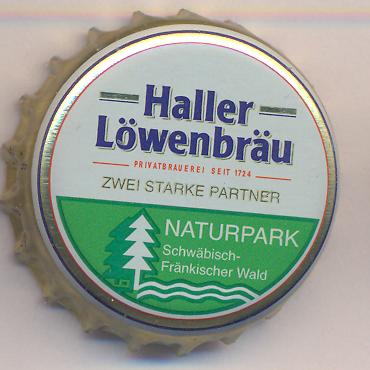 Haller
Löwenbräu
PRIVATBRAUEREI SEIT 1724
ZWEI STARKE PARTNER
NATURPARK
Schwäbisch-
Fränkischer Wald